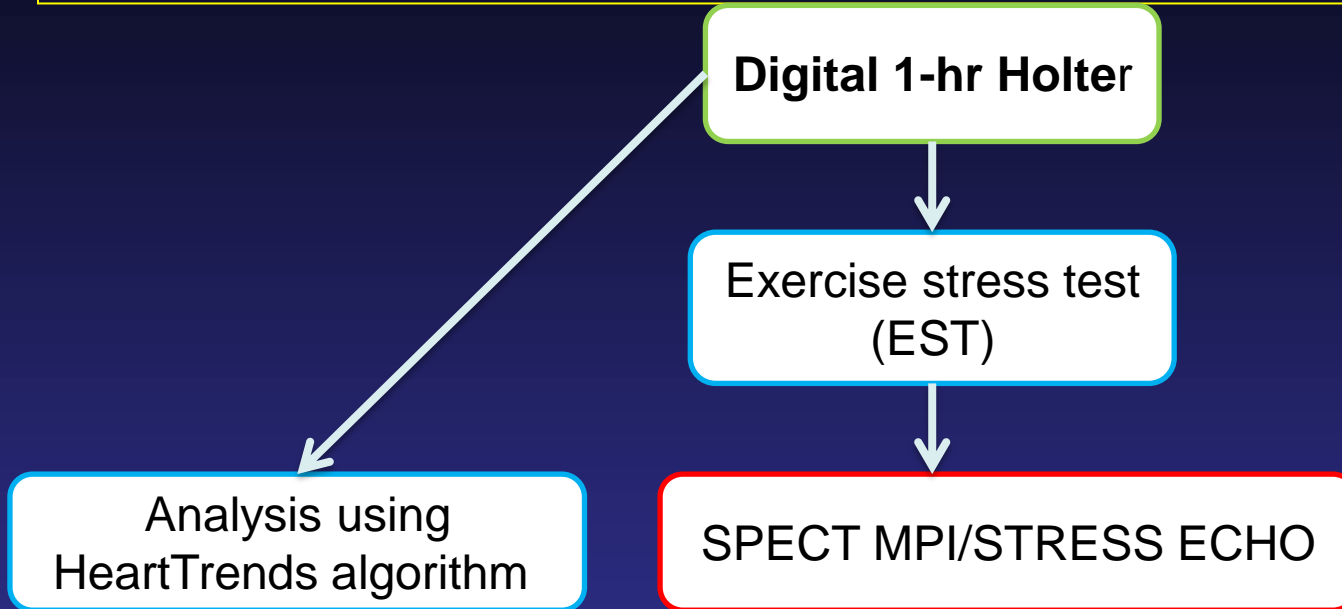 Digital 1-hr Holter
Exercise stress test
(EST)
Analysis using
HeartTrends algorithm
SPECT MPI/STRESS ECHO